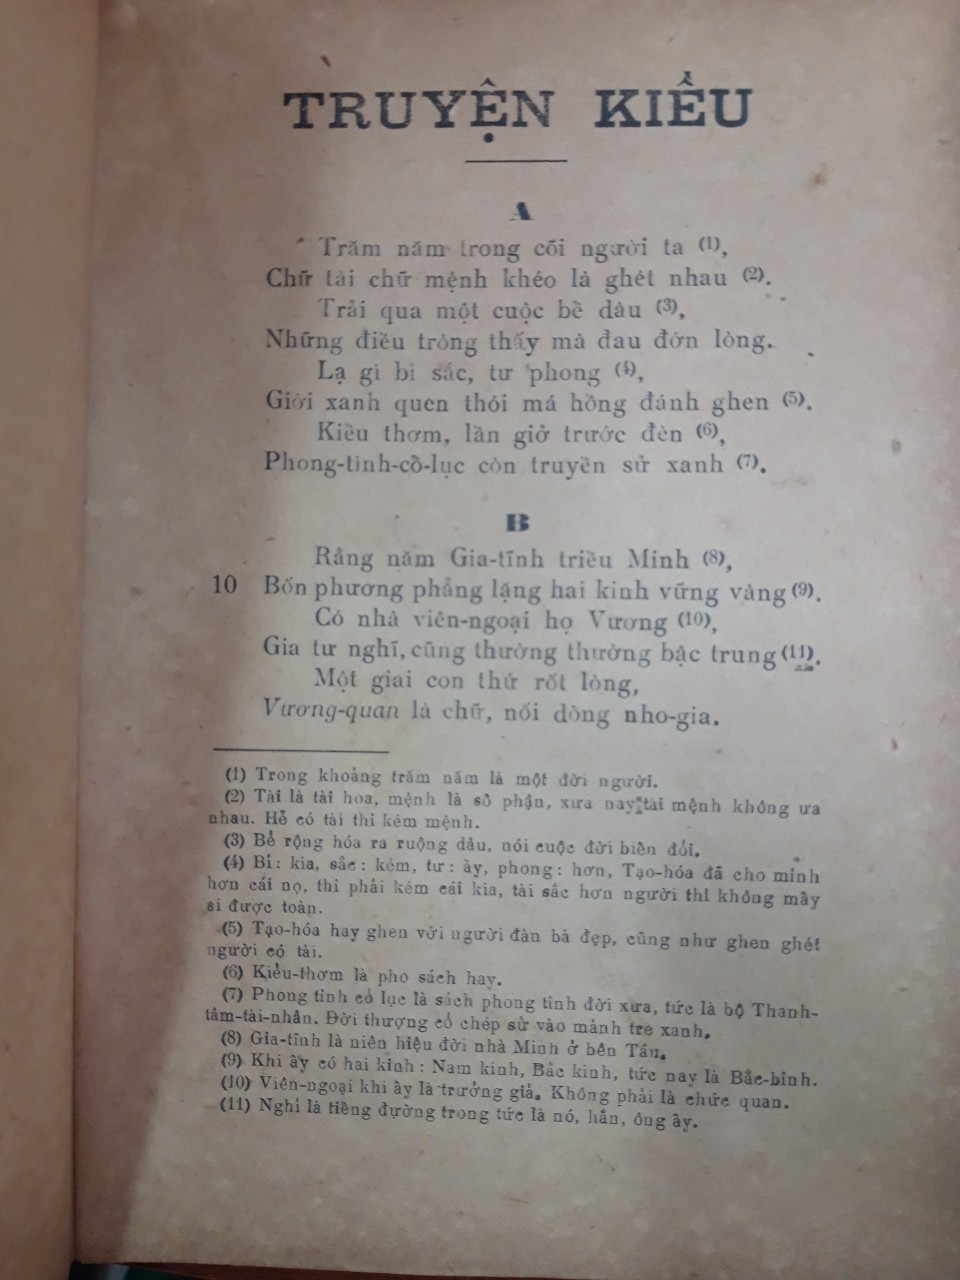 TRUYỆN KIỀU
A
Trăm năm trong cõi người ta (1),
Chữ tài chữ mệnh khéo là ghét nhau (2).
Trải qua một cuộc bề dâu (3),
Những điều trông thấy mà đau đớn lòng.
Lạ gì bỉ sắc, tư phong (4),
Giời xanh quen thói má hồng đánh ghen (5).
Kiều thơm, lần giở trước đèn (6),
Phong-tình-cồ-lục còn truyền sử xanh (7).
B
Rằng năm Gia-tĩnh triều Minh (8),
10 Bốn phương phẳng lặng hai kinh vững vàng (9).
Có nhà viên-ngoại họ Vương (10),
Gia tư nghĩ, cũng thường thường bậc trung (11).
Một giai con thứ rốt lòng,
Vương-quan là chữ, nối dòng nho-gia.
(1) Trong khoảng trăm năm là một đời người.
(2) Tài là tài hoa, mệnh là số phận, xưa nay tài mệnh không ưa
nhau. Hễ có tài thì kém mệnh.
(3) Bể rộng hóa ra ruộng dâu, nói cuộc đời biến đổi.
(4) Bỉ : kia, sắc : kém, tư : ấy, phong : hơn, Tạo-hóa đã cho mình
hơn cái nọ, thì phải kém cái kia, tài sắc hơn người thì không mấy
si được toàn.
(5) Tạo-hóa hay ghen với người đàn bà đẹp, cũng như ghen ghét
người có tài.
(6) Kiều-thơm là pho sách hay.
(7) Phong tình cổ lục là sách phong tình đời xưa, tức là bộ Thanh-
tâm-tài-nhân. Đời thượng cổ chép sử vào mảnh tre xanh.
(8) Gia-tĩnh là niên hiệu đời nhà Minh ở bên Tầu.
(9) Khi ấy có hai kinh : Nam kinh, Bắc kinh, tức nay là Bắc-bình.
(10) Viên-ngoại khi ấy là trưởng giả. Không phải là chức quan.
(11) Nghỉ là tiếng đường trong tức là nó, hắn, ông ấy.